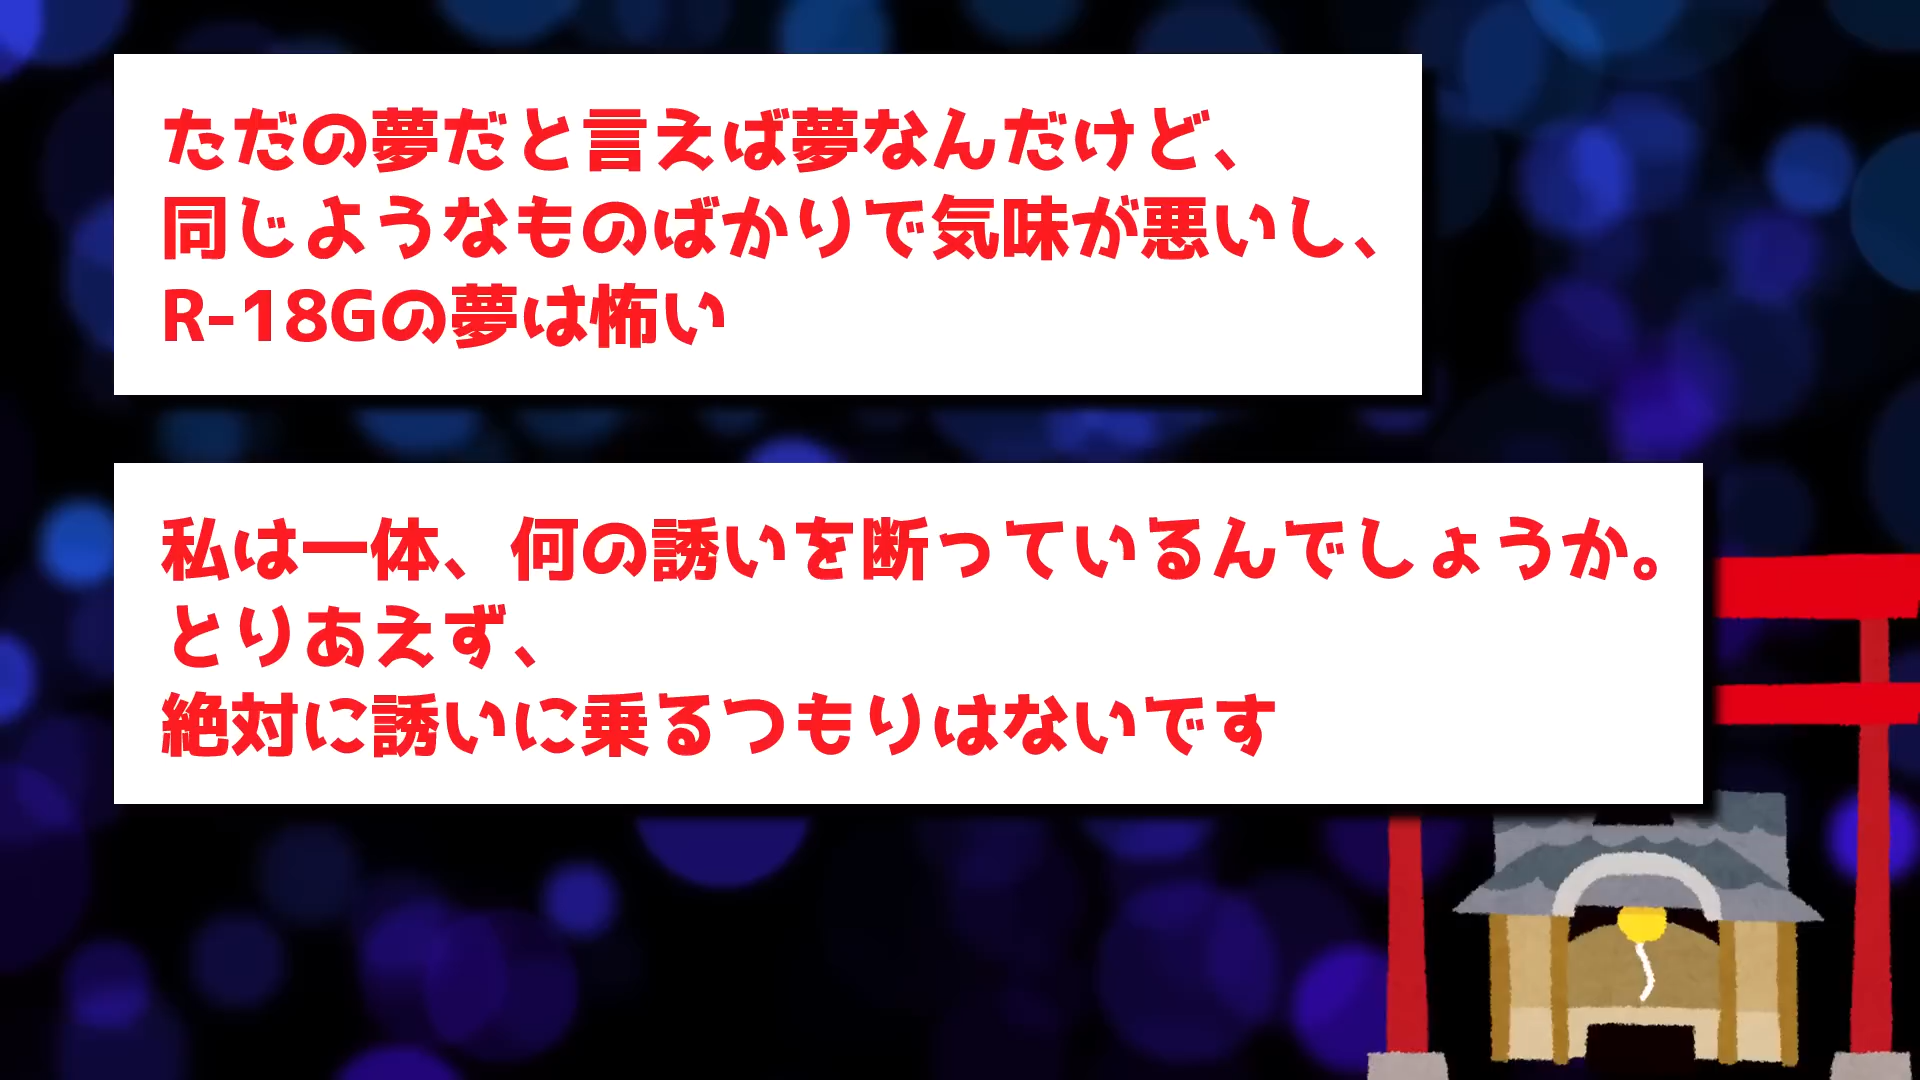 ただの夢だと言えば夢なんだけど、
同じようなものばかりで気味が悪いし、
R-18Gの夢は怖い
私は一体、何の誘いを断っているんでしょうか。
とりあえず、
絶対に誘いに乗るつもりはないです